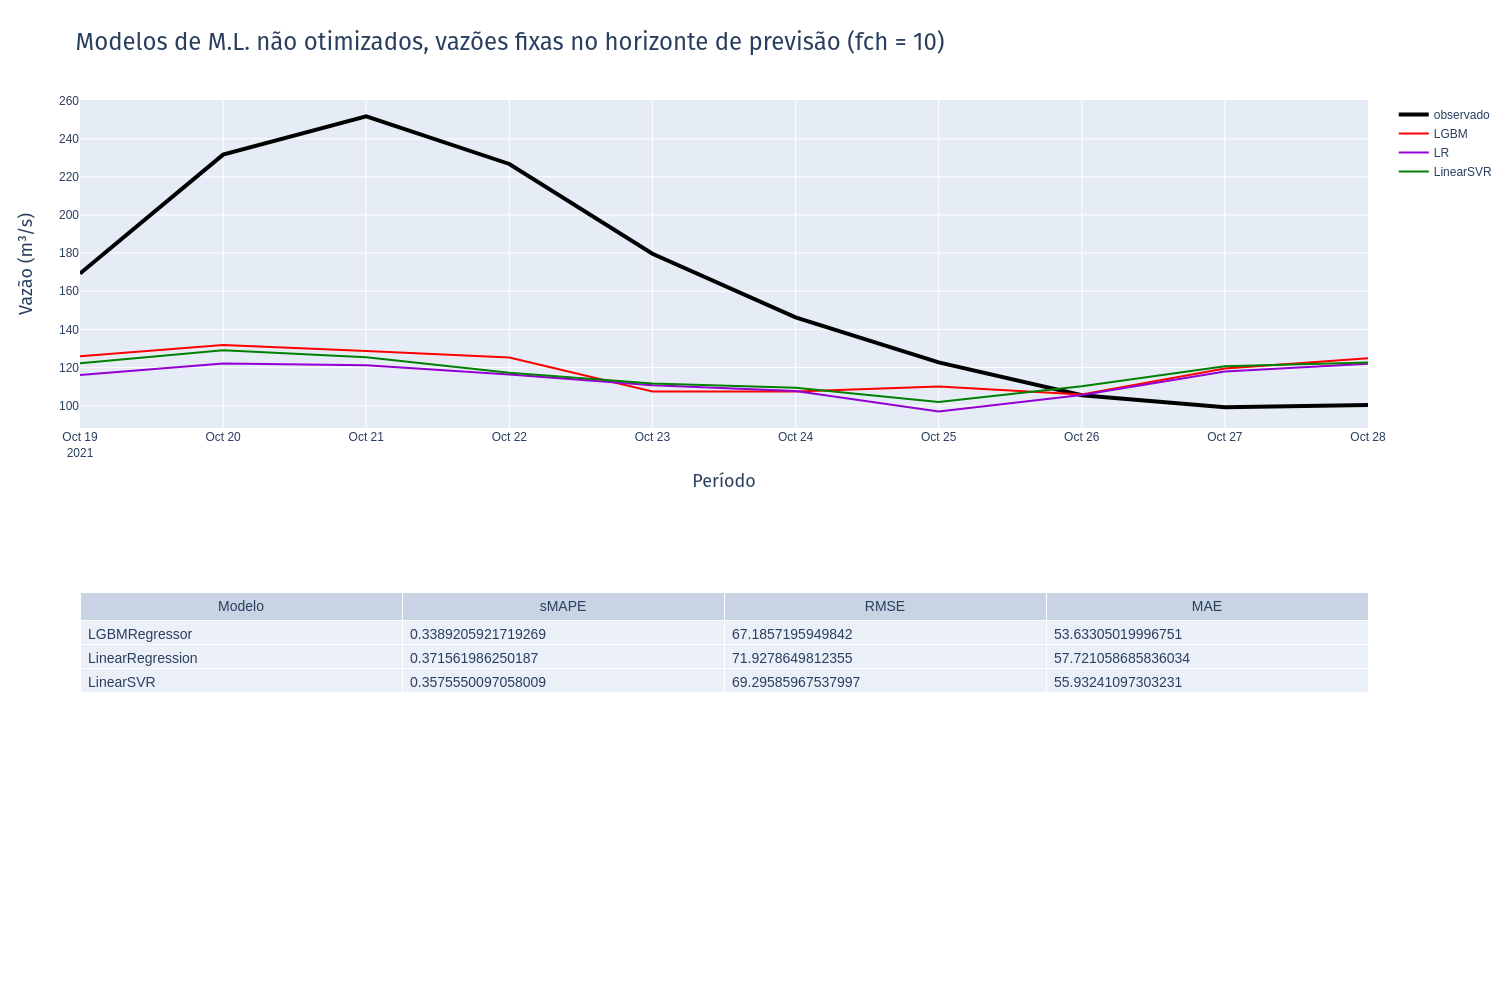 Modelos de M.L. não otimizados, vazões fixas no horizonte de previsão (fch = 10)
260
240
220
200
180
160
140
120
100
Vazão (m³/s)
Oct 19
2021
Oct 20
Oct 21
Oct 22
Oct 23
Oct 24
Oct 25
Oct 26
Oct 27
Oct 28
Período
observado
LGBM
LR
LinearSVR
Modelo sMAPE RMSE MAE
LGBMRegressor 0.3389205921719269 67.1857195949842 53.63305019996751
LinearRegression 0.371561986250187 71.9278649812355 57.721058685836034
LinearSVR 0.3575550097058009 69.29585967537997 55.93241097303231